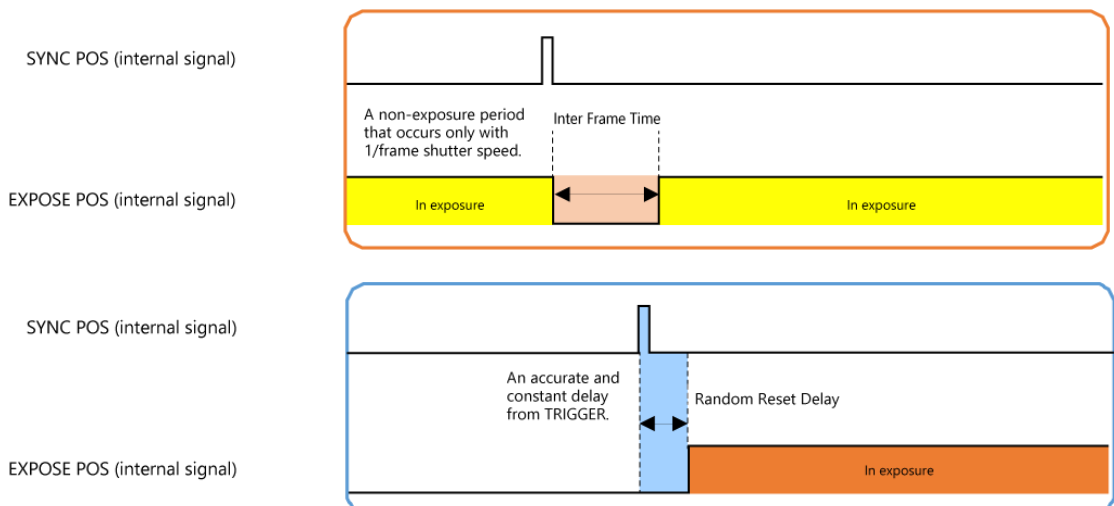 SYNC POS (internal signal)
A non-exposure period
that occurs only with
1/frame shutter speed.
Inter Frame Time
EXPOSE POS (internal signal)
In exposure
In exposure
SYNC POS (internal signal)
An accurate and
constant delay
from TRIGGER.
Random Reset Delay
EXPOSE POS (internal signal)
In exposure